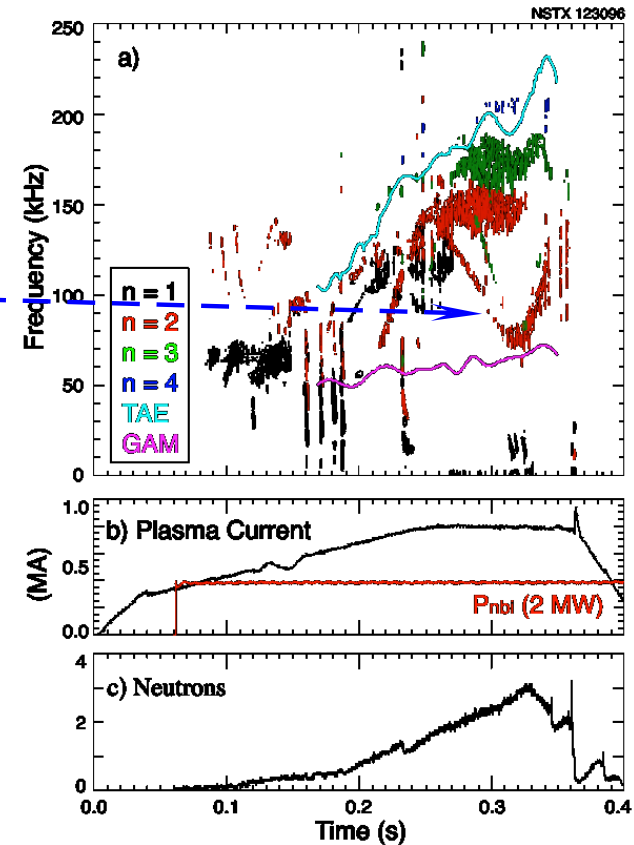 NSTX 123096
a)
250
200
150
100
50
0
Frequency (kHz)
n = 1
n = 2
n = 3
n = 4
TAE
GAM
b) Plasma Current
1.0
0.5
0.0
(MA)
Pnbl (2 MW)
c) Neutrons
4
2
0
0.0 0.1 0.2 0.3 0.4
Time (s)